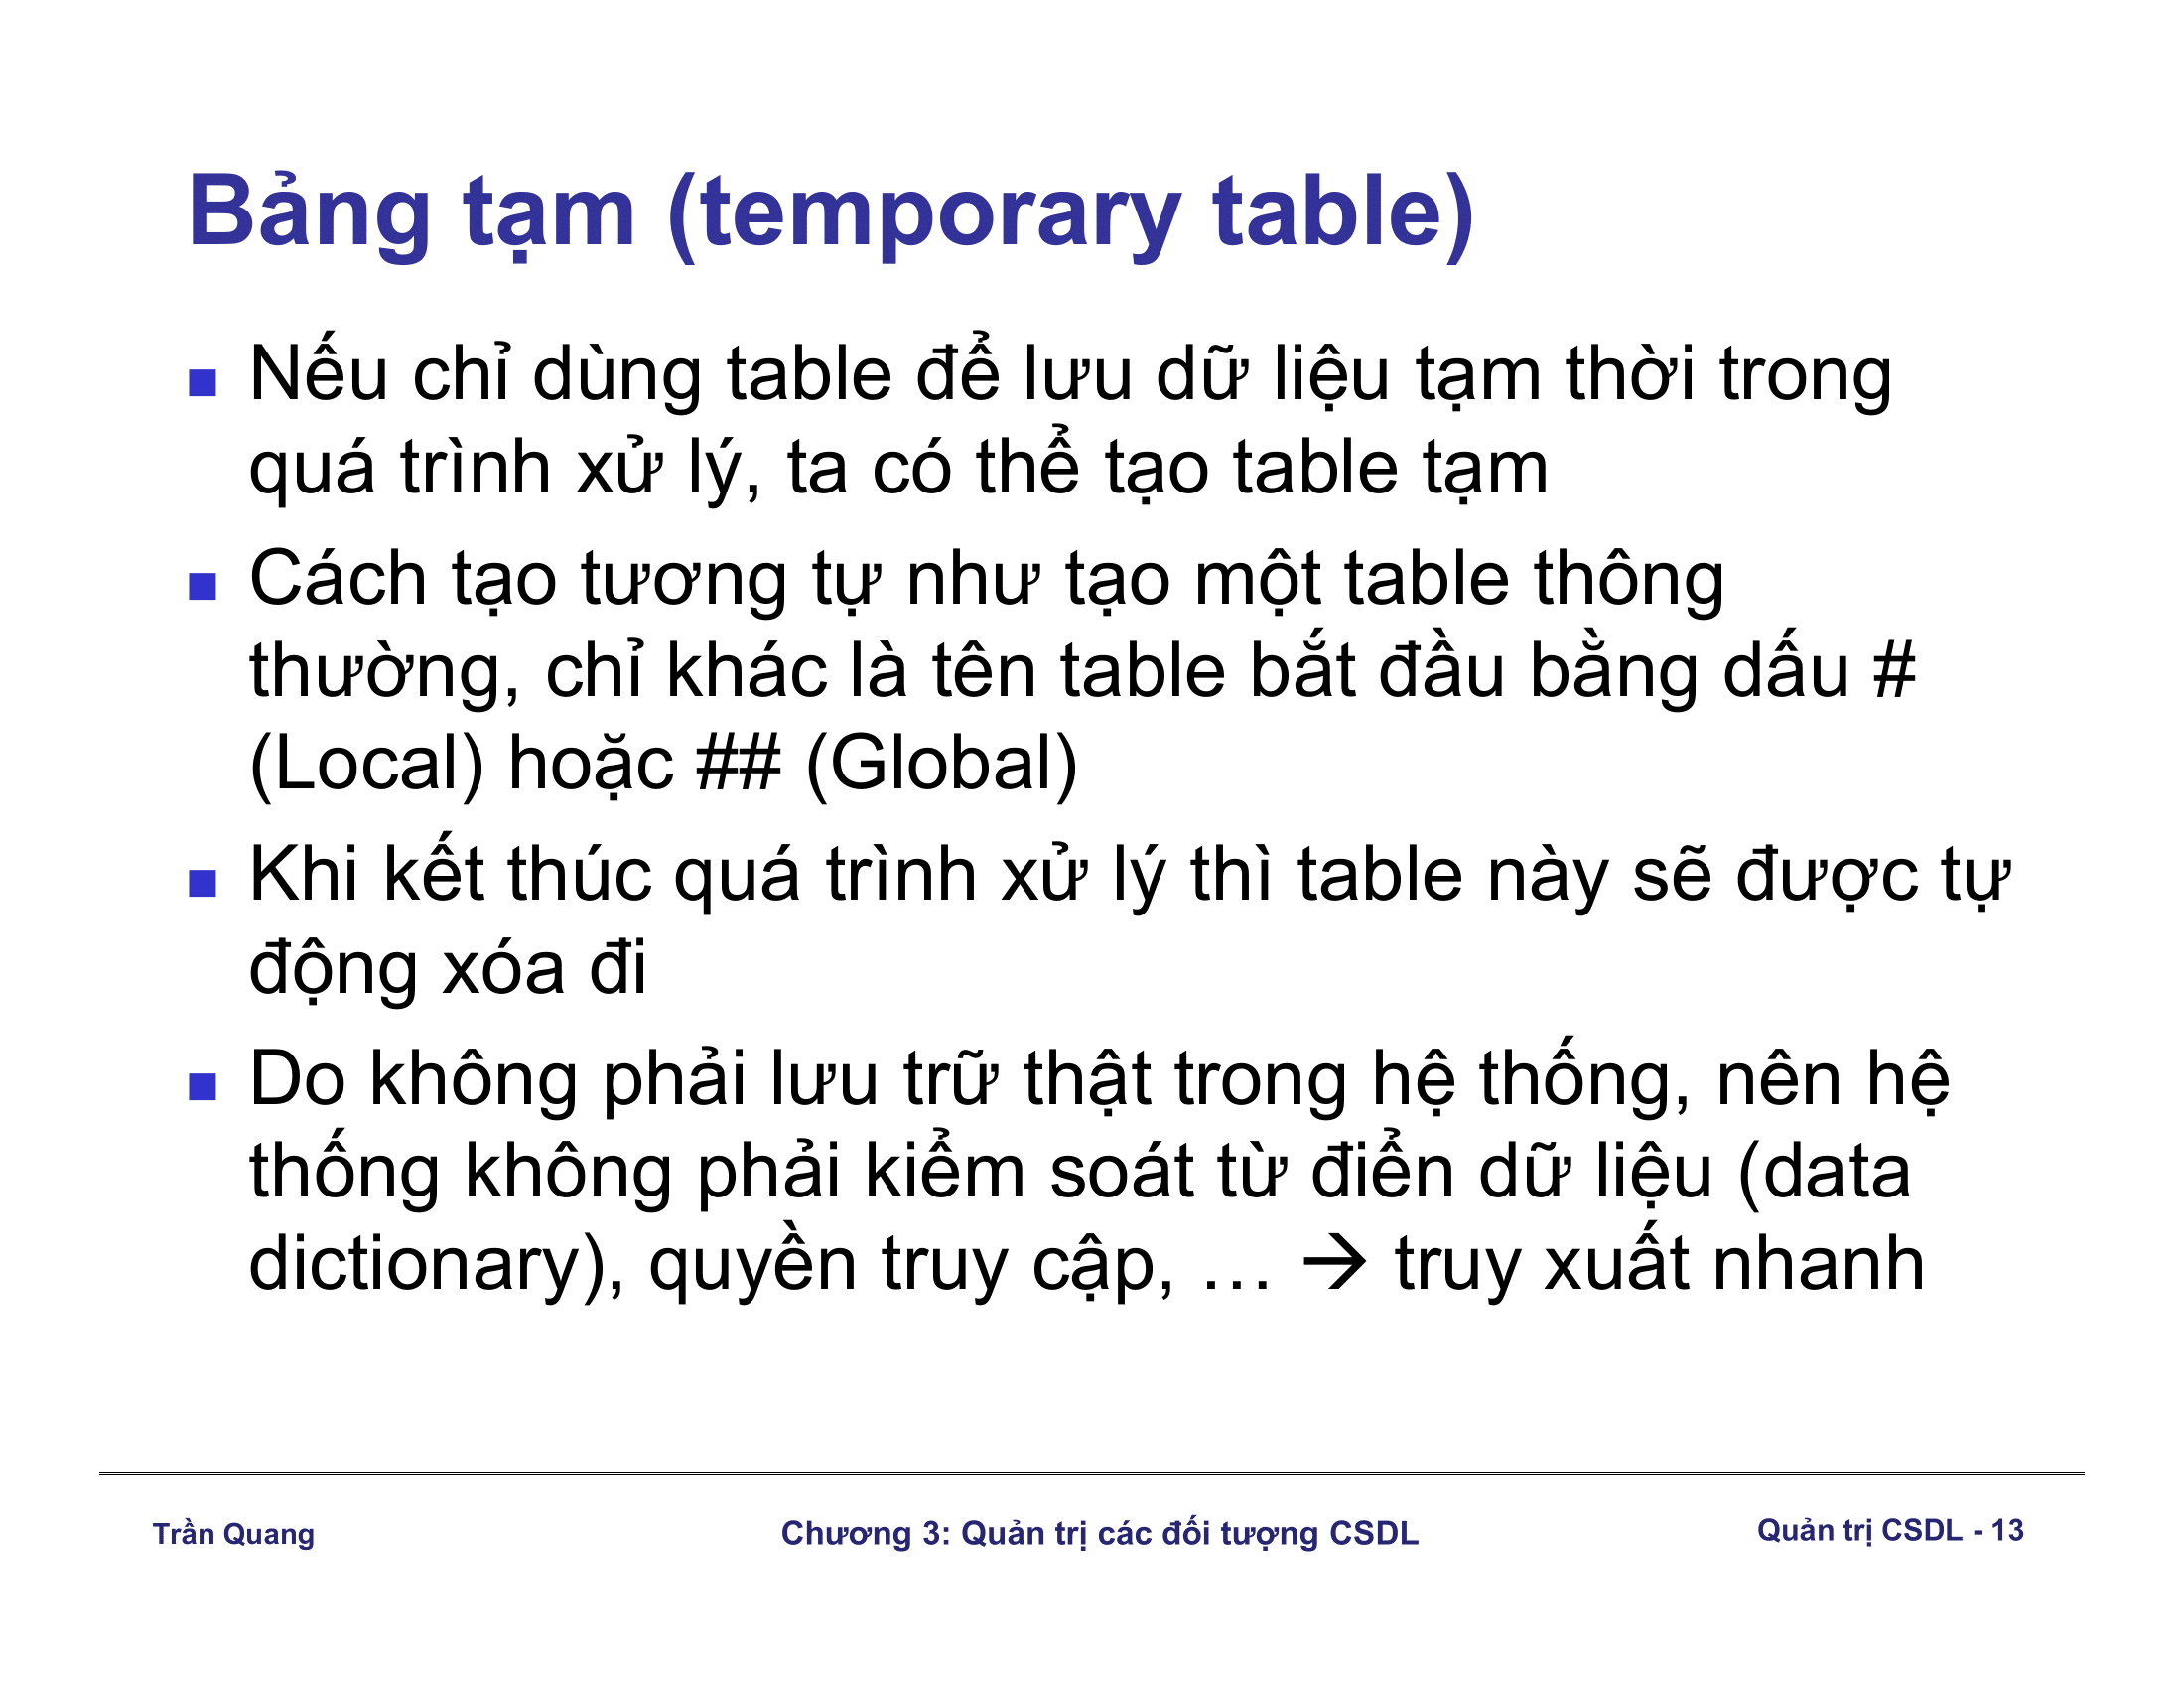 Bảng tạm (temporary table)
Nếu chỉ dùng table để lưu dữ liệu tạm thời trong
quá trình xử lý, ta có thể tạo table tạm
Cách tạo tương tự như tạo một table thông
thường, chỉ khác là tên table bắt đầu bằng dấu #
(Local) hoặc ## (Global)
Khi kết thúc quá trình xử lý thì table này sẽ được tự
động xóa đi
Do không phải lưu trữ thật trong hệ thống, nên hệ
thống không phải kiểm soát từ điển dữ liệu (data
dictionary), quyền truy cập, … → truy xuất nhanh
Trần Quang
Chương 3: Quản trị các đối tượng CSDL
Quản trị CSDL - 13